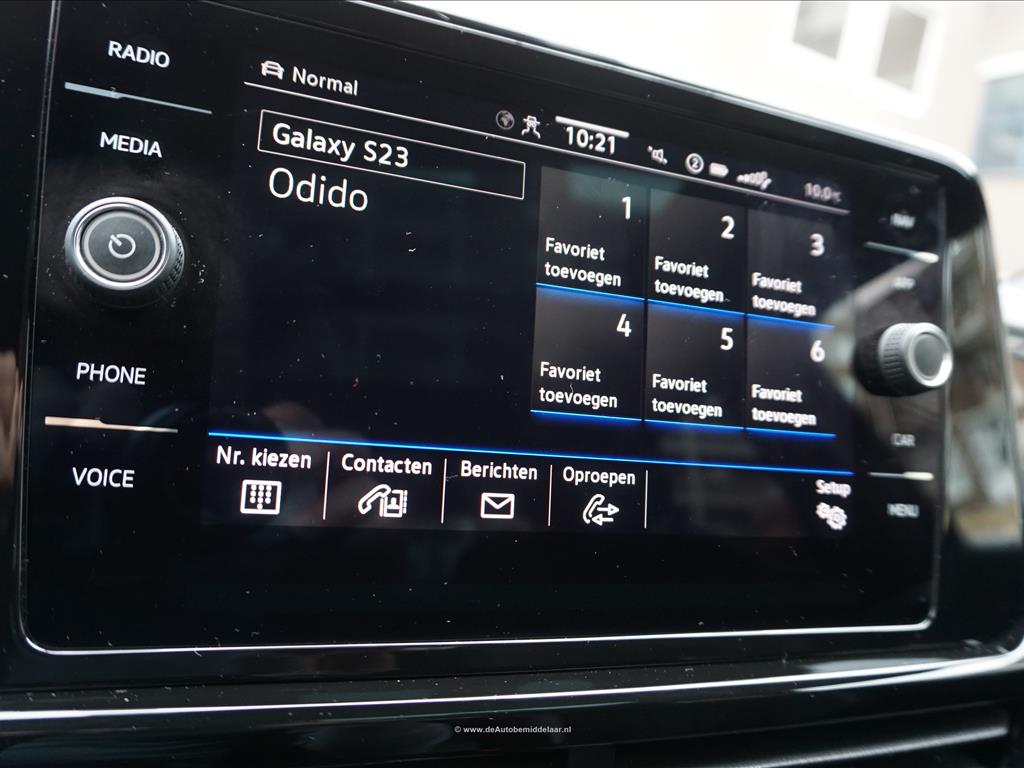 RADIO
MEDIA
PHONE
VOICE
Normal
10:21
2
10.0°C
Galaxy S23
Odido
1
Favoriet
toevoegen
2
Favoriet
toevoegen
3
Favoriet
toevoegen
4
Favoriet
toevoegen
5
Favoriet
toevoegen
6
Favoriet
toevoegen
Nr. kiezen
Contacten
Berichten
Oproepen
Setup
NAV
CAR
MENU
© www.deAutobemiddelaar.nl